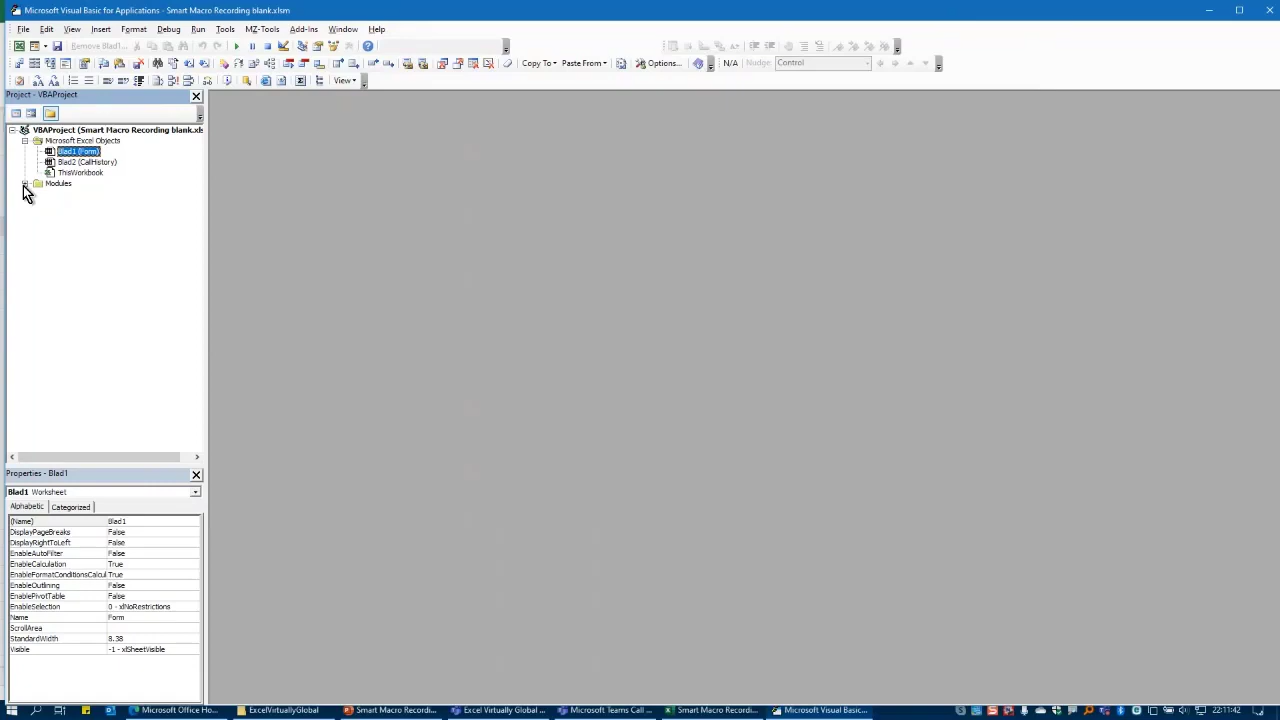 Microsoft Visual Basic for Applications - Smart Macro Recording blank.xlsm
File Edit View Insert Format Debug Run Tools MZ-Tools Add-Ins Window Help
Remove Blad1...
Copy To Paste From Options... N/A Nudge: Control
View
Project - VBAProject
VBAProject (Smart Macro Recording blank.xls
Microsoft Excel Objects
Blad1 (Form)
Blad2 (CallHistory)
ThisWorkbook
Modules
Properties - Blad1
Blad1 Worksheet
Alphabetic Categorized
(Name) Blad1
DisplayPageBreaks False
DisplayRightToLeft False
EnableAutoFilter False
EnableCalculation True
EnableFormatConditionsCalcul True
EnableOutlining False
EnablePivotTable False
EnableSelection 0 - xlNoRestrictions
Name Form
ScrollArea
StandardWidth 8.38
Visible -1 - xlSheetVisible
Microsoft Office Ho... ExcelVirtuallyGlobal Smart Macro Recordi... Excel Virtually Global ... Microsoft Teams Call ... Smart Macro Recordi... Microsoft Visual Basic... 22:11:42